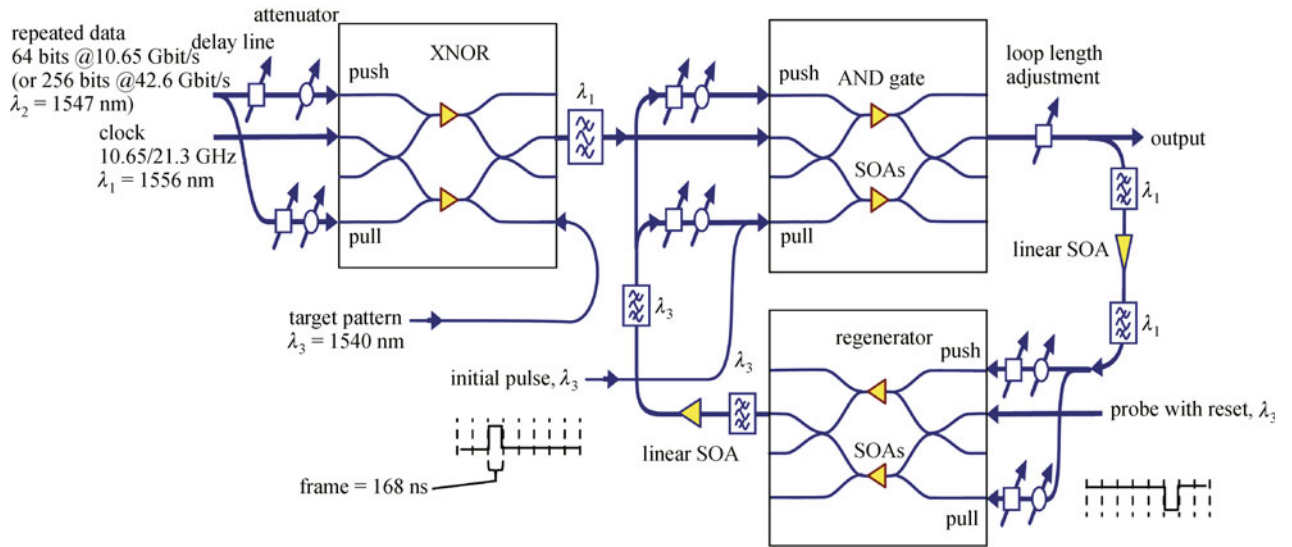 repeated data
64 bits @10.65 Gbit/s
(or 256 bits @42.6 Gbit/s
λ2 = 1547 nm)
delay line
attenuator
clock
10.65/21.3 GHz
λ1 = 1556 nm
push
XNOR
pull
λ1
target pattern
λ3 = 1540 nm
push
AND gate
SOAs
pull
loop length
adjustment
output
λ1
linear SOA
λ1
λ3
initial pulse, λ3
λ3
regenerator
push
probe with reset, λ3
SOAs
pull
linear SOA
frame = 168 ns